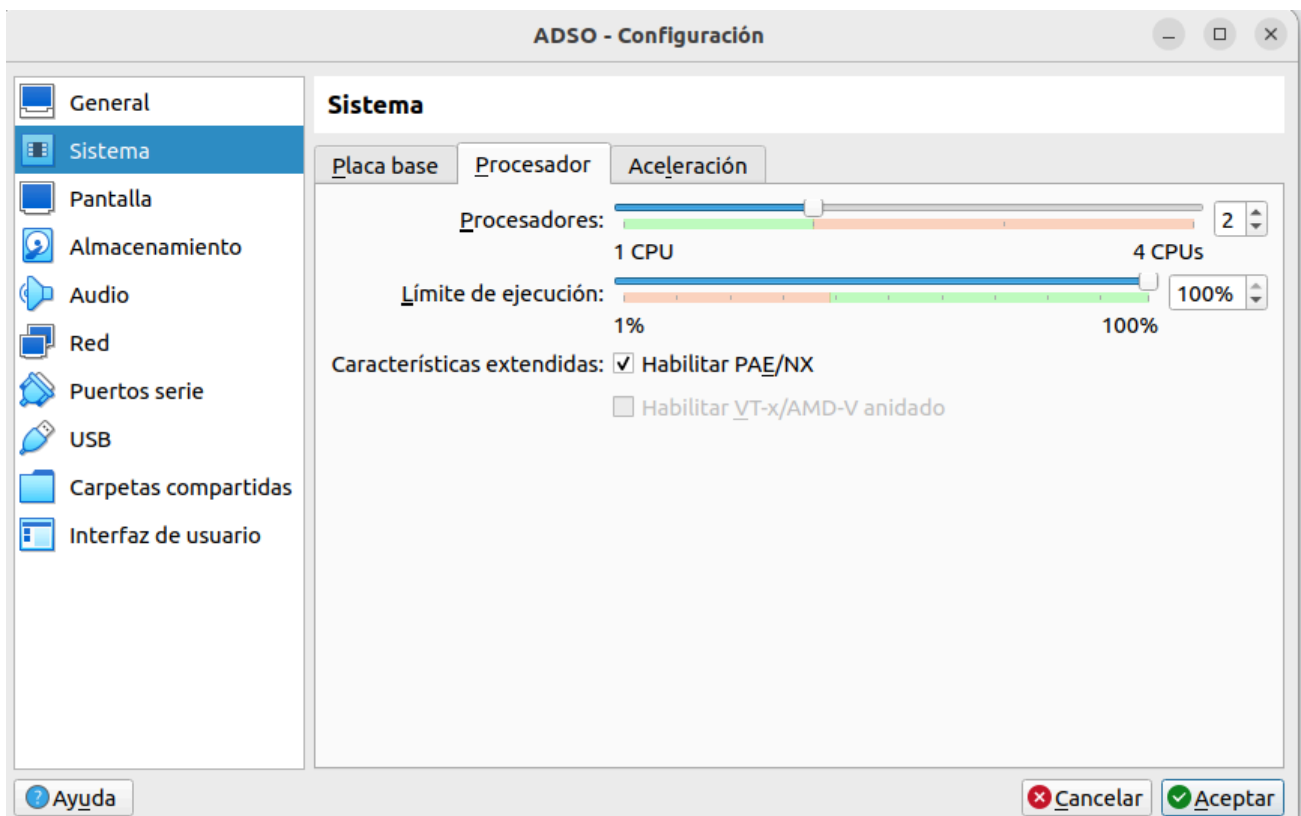 ADSO - Configuración
General
Sistema
Pantalla
Almacenamiento
Audio
Red
Puertos serie
USB
Carpetas compartidas
Interfaz de usuario
Sistema
Placa base Procesador Aceleración
Procesadores: 2
1 CPU 4 CPUs
Límite de ejecución: 100%
1% 100%
Características extendidas: Habilitar PAE/NX
Habilitar VT-x/AMD-V anidado
Ayuda Cancelar Aceptar